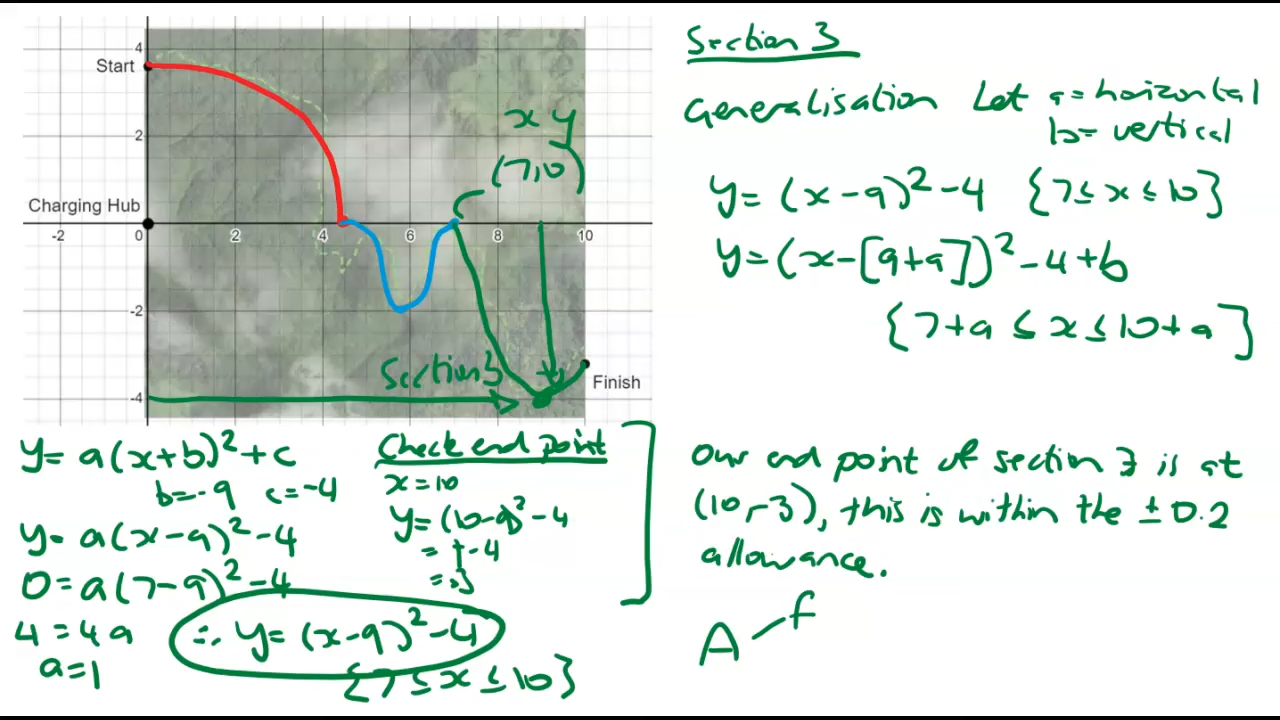 4
Start
2
Charging Hub
-2
0
2
4
6
8
10
-2
-4
x y
(7,0)
Section 3
Finish
y = a(x+b)² + c
b = -9 c = -4
y = a(x-9)² - 4
0 = a(7-9)² - 4
4 = 4a
a = 1
∴ y = (x-9)² - 4
{7 ≤ x ≤ 10}
Check end point
x = 10
y = (10-9)² - 4
= 1 - 4
= -3
Section 3
Generalisation Let a = horizontal
b = vertical
y = (x-9)² - 4 {7 ≤ x ≤ 10}
y = (x-[9+a])² - 4 + b
{7+a ≤ x ≤ 10+a}
Our end point of section 3 is at
(10,-3), this is within the ± 0.2
allowance.
A - f